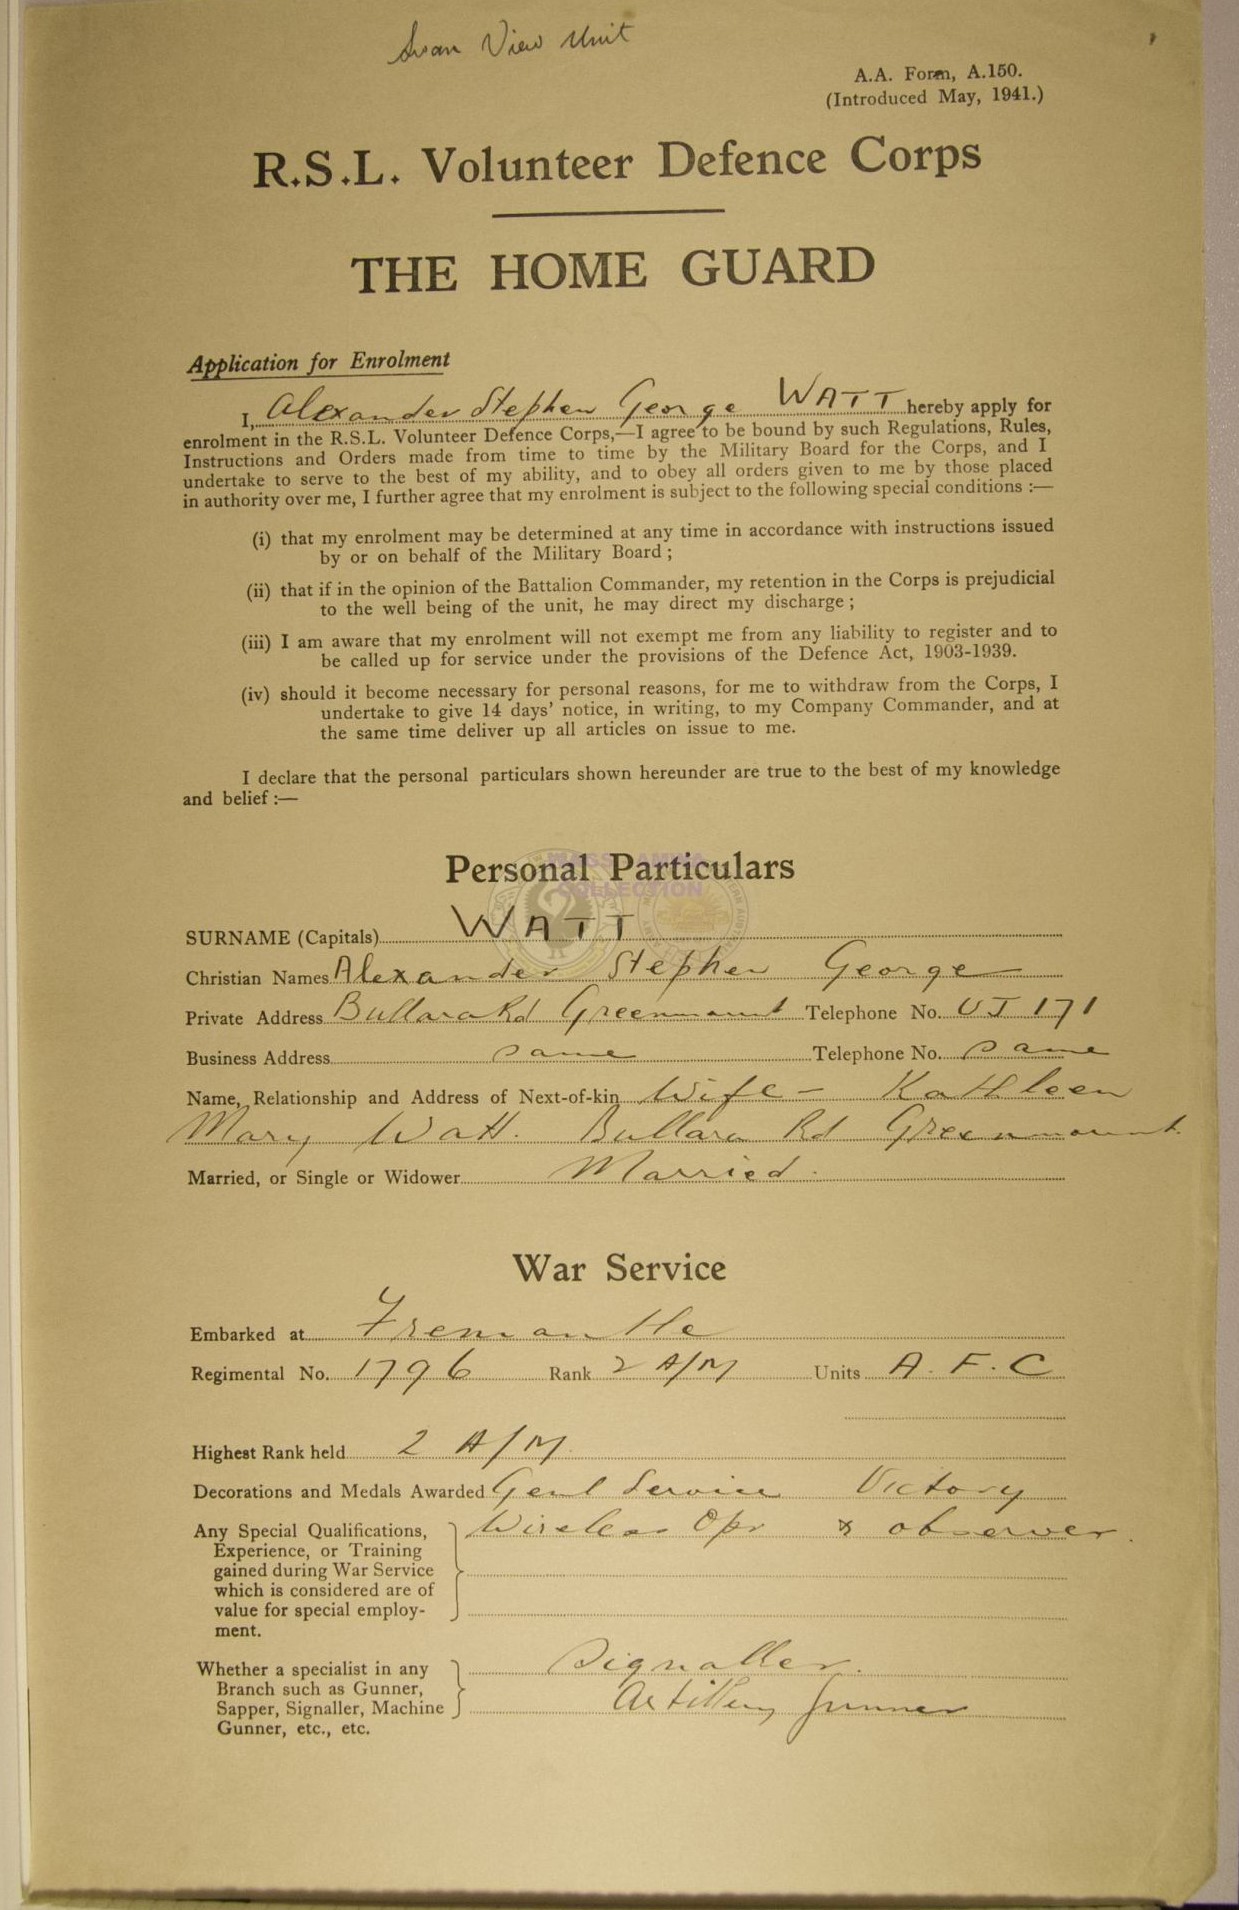 Swan View Unit
A.A. Form, A.150.
(Introduced May, 1941.)
R.S.L. Volunteer Defence Corps
THE HOME GUARD
Application for Enrolment
I, Alexander Stephen George WATT hereby apply for
enrolment in the R.S.L. Volunteer Defence Corps,—I agree to be bound by such Regulations, Rules,
Instructions and Orders made from time to time by the Military Board for the Corps, and I
undertake to serve to the best of my ability, and to obey all orders given to me by those placed
in authority over me, I further agree that my enrolment is subject to the following special conditions :—
(i) that my enrolment may be determined at any time in accordance with instructions issued
by or on behalf of the Military Board ;
(ii) that if in the opinion of the Battalion Commander, my retention in the Corps is prejudicial
to the well being of the unit, he may direct my discharge ;
(iii) I am aware that my enrolment will not exempt me from any liability to register and to
be called up for service under the provisions of the Defence Act, 1903-1939.
(iv) should it become necessary for personal reasons, for me to withdraw from the Corps, I
undertake to give 14 days' notice, in writing, to my Company Commander, and at
the same time deliver up all articles on issue to me.
I declare that the personal particulars shown hereunder are true to the best of my knowledge
and belief :—
Personal Particulars
SURNAME (Capitals) WATT
Christian Names Alexander Stephen George
Private Address Bullara Rd Greenmount Telephone No. UJ 171
Business Address same Telephone No. same
Name, Relationship and Address of Next-of-kin Wife - Kathleen
Mary Watt. Bullara Rd Greenmount
Married, or Single or Widower Married.
War Service
Embarked at Fremantle
Regimental No. 1796 Rank 2 A/M Units A.F.C
Highest Rank held 2 A/M
Decorations and Medals Awarded Genl Service Victory
Any Special Qualifications, Wireless Opr & observer.
Experience, or Training
gained during War Service
which is considered are of
value for special employ-
ment.
Whether a specialist in any Signaller.
Branch such as Gunner,
Sapper, Signaller, Machine Artillery Gunner
Gunner, etc., etc.